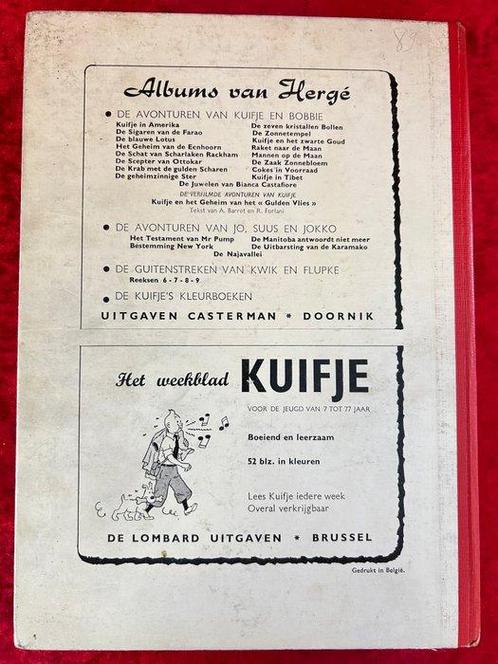 89
Albums van Hergé
• DE AVONTUREN VAN KUIFJE EN BOBBIE
Kuifje in Amerika
De Sigaren van de Farao
De blauwe Lotus
Het Geheim van de Eenhoorn
De Schat van Scharlaken Rackham
De Scepter van Ottokar
De Krab met de gulden Scharen
De geheimzinnige Ster
De zeven kristallen Bollen
De Zonnetempel
Kuifje en het zwarte Goud
Raket naar de Maan
Mannen op de Maan
De Zaak Zonnebloem
Cokes in Voorraad
Kuifje in Tibet
De Juwelen van Bianca Castafiore
DE VERFILMDE AVONTUREN VAN KUIFJE
Kuifje en het Geheim van het « Gulden Vlies »
Tekst van A. Barret en R. Forlani
• DE AVONTUREN VAN JO, SUUS EN JOKKO
Het Testament van Mr Pump
Bestemming New York
De Manitoba antwoordt niet meer
De Uitbarsting van de Karamako
De Najavallei
• DE GUITENSTREKEN VAN KWIK EN FLUPKE
Reeksen 6 - 7 - 8 - 9
• DE KUIFJE'S KLEURBOEKEN
UITGAVEN CASTERMAN * DOORNIK
Het weekblad KUIFJE
VOOR DE JEUGD VAN 7 TOT 77 JAAR
Boeiend en leerzaam
52 blz. in kleuren
Lees Kuifje iedere week
Overal verkrijgbaar
DE LOMBARD UITGAVEN * BRUSSEL
Gedrukt in België.